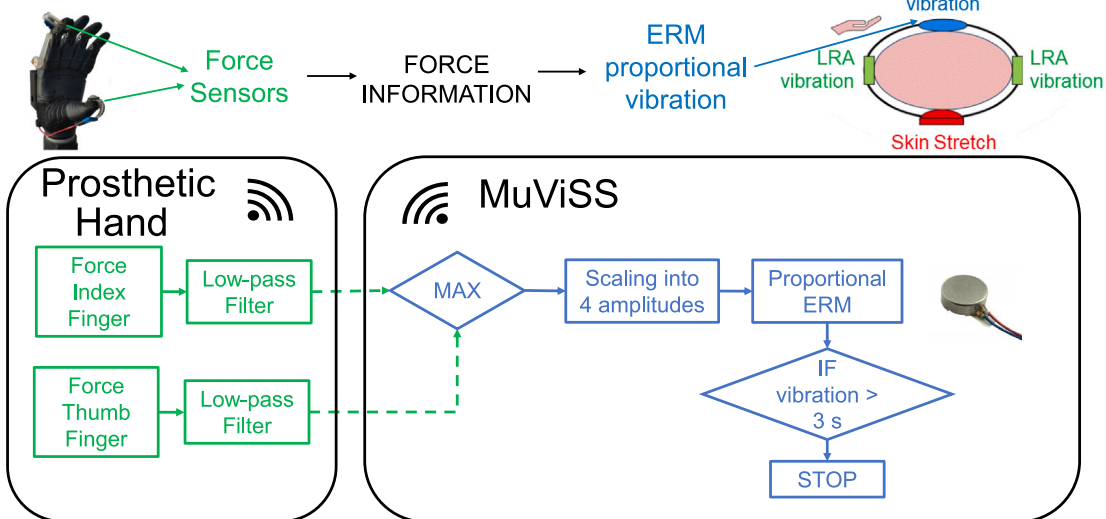 vibration
Force
Sensors
FORCE
INFORMATION
ERM
proportional
vibration
LRA
vibration
LRA
vibration
Skin Stretch
Prosthetic
Hand
MuViSS
Force
Index
Finger
Low-pass
Filter
MAX
Scaling into
4 amplitudes
Proportional
ERM
Force
Thumb
Finger
Low-pass
Filter
IF
vibration >
3 s
STOP